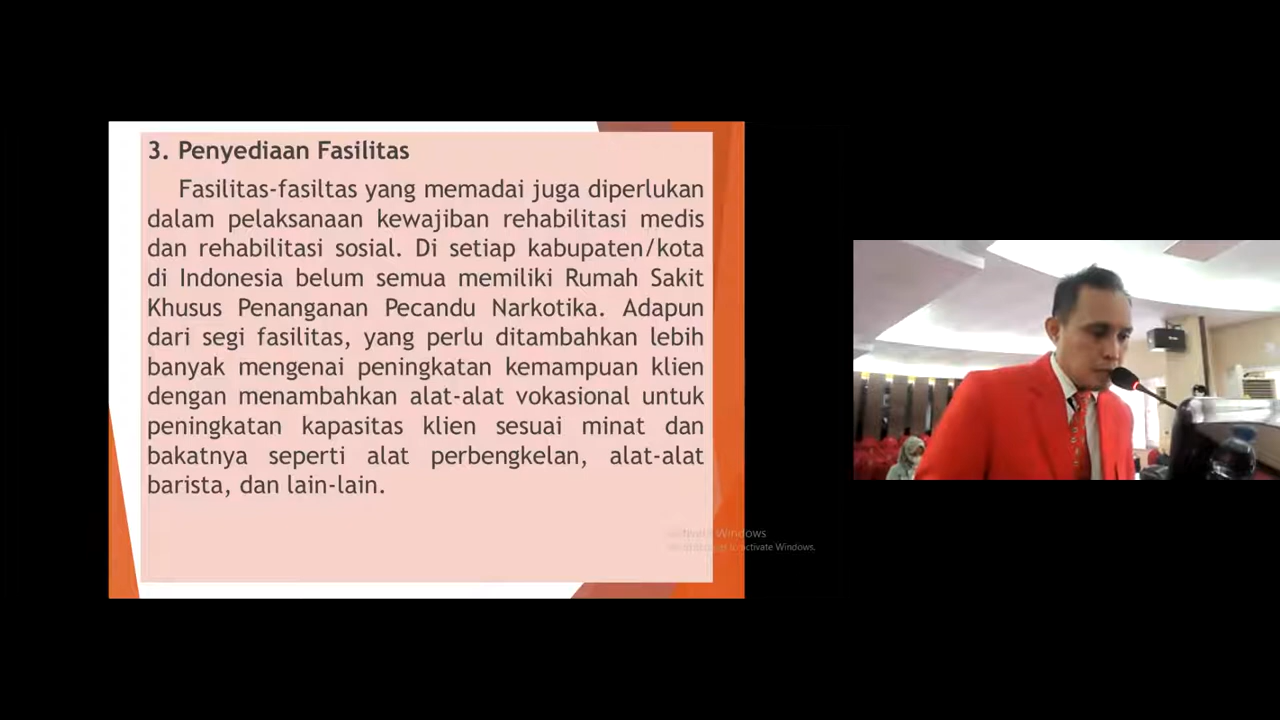 3. Penyediaan Fasilitas
Fasilitas-fasiltas yang memadai juga diperlukan
dalam pelaksanaan kewajiban rehabilitasi medis
dan rehabilitasi sosial. Di setiap kabupaten/kota
di Indonesia belum semua memiliki Rumah Sakit
Khusus Penanganan Pecandu Narkotika. Adapun
dari segi fasilitas, yang perlu ditambahkan lebih
banyak mengenai peningkatan kemampuan klien
dengan menambahkan alat-alat vokasional untuk
peningkatan kapasitas klien sesuai minat dan
bakatnya seperti alat perbengkelan, alat-alat
barista, dan lain-lain.
Windows
activate Windows.